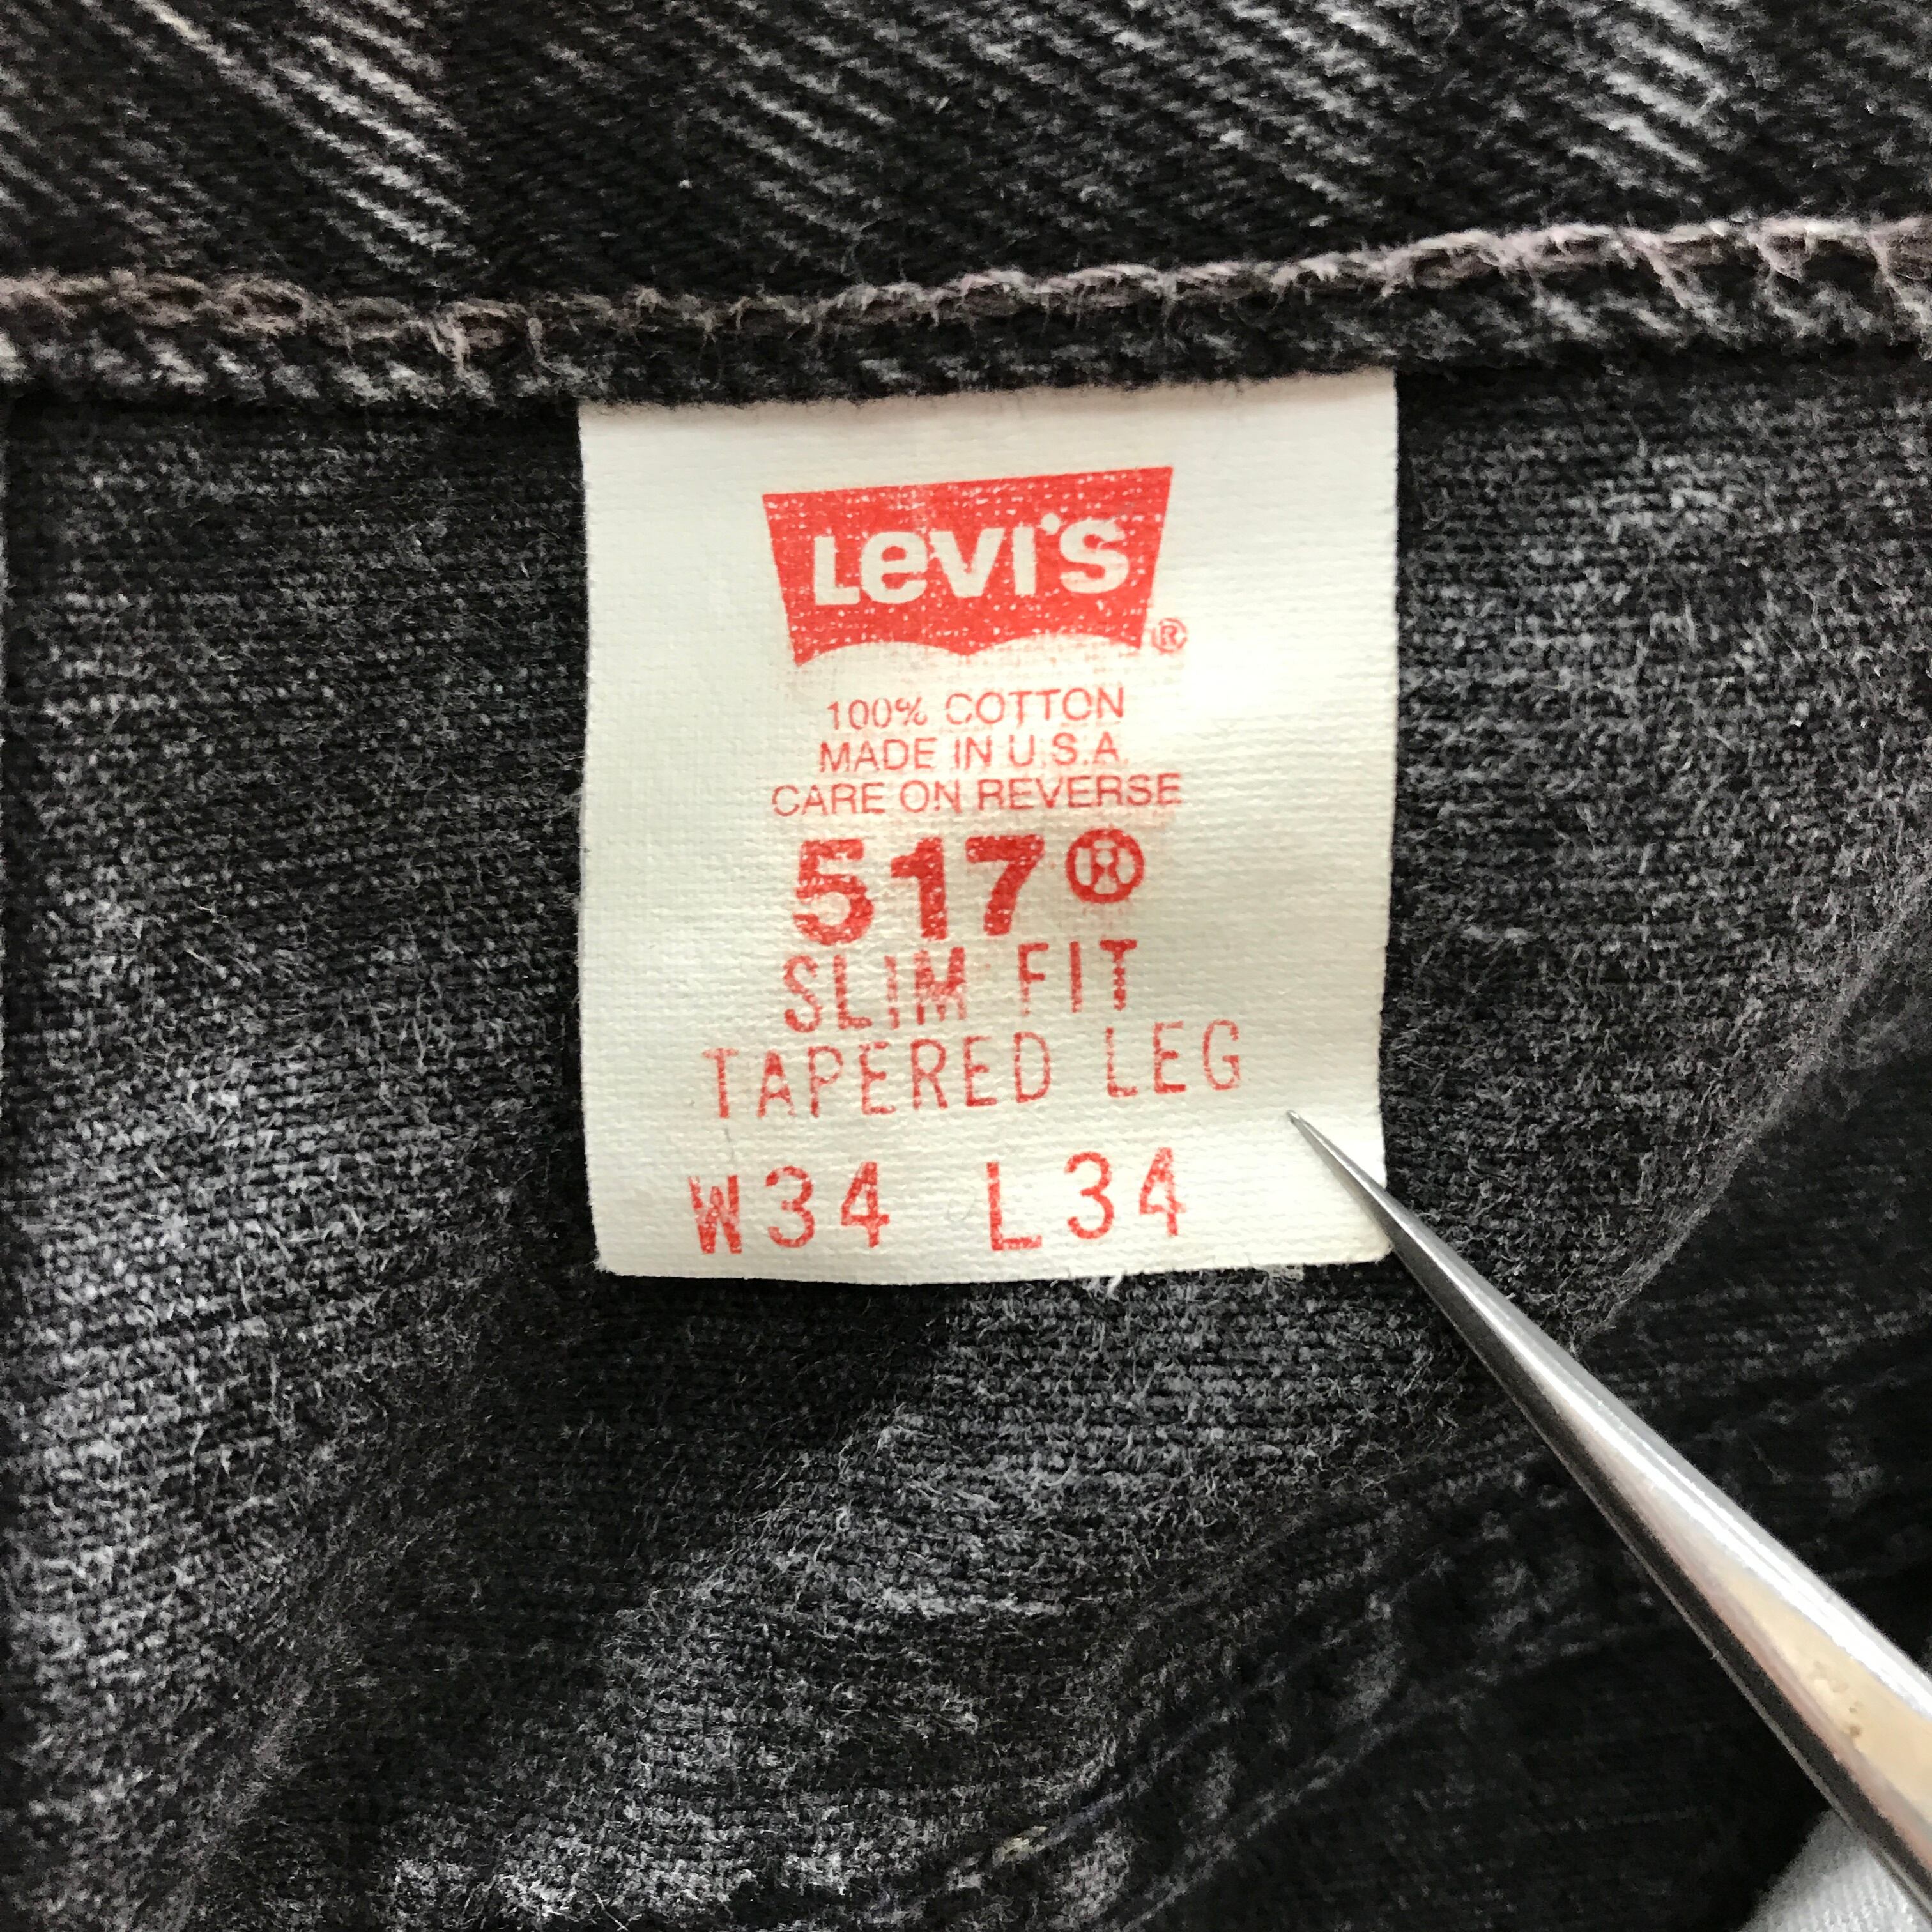 Levi's ®
100% COTTON
MADE IN U.S.A.
CARE ON REVERSE
517®
SLIM FIT
TAPERED LEG
W34 L34